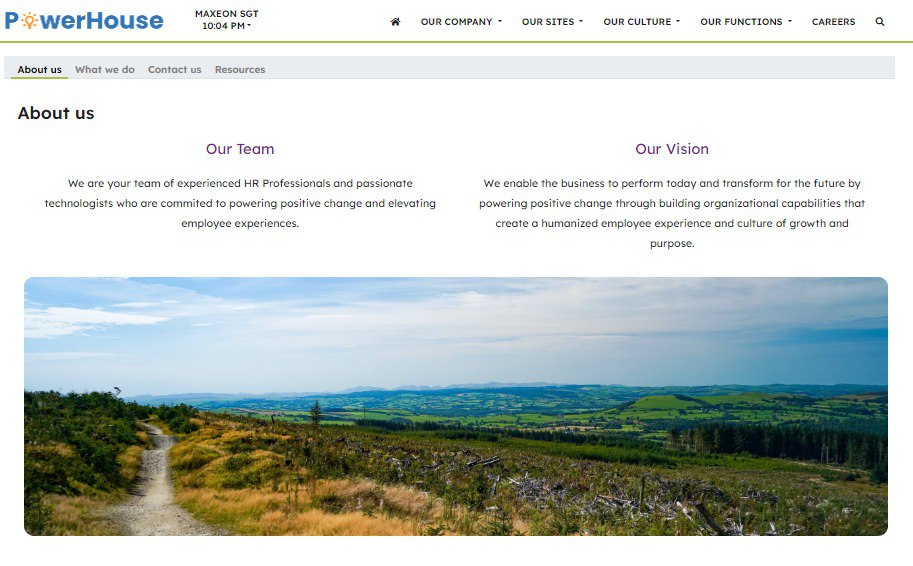 PowerHouse
MAXEON SGT
10:04 PM
OUR COMPANY
OUR SITES
OUR CULTURE
OUR FUNCTIONS
CAREERS
About us
What we do
Contact us
Resources
About us
Our Team
We are your team of experienced HR Professionals and passionate
technologists who are commited to powering positive change and elevating
employee experiences.
Our Vision
We enable the business to perform today and transform for the future by
powering positive change through building organizational capabilities that
create a humanized employee experience and culture of growth and
purpose.